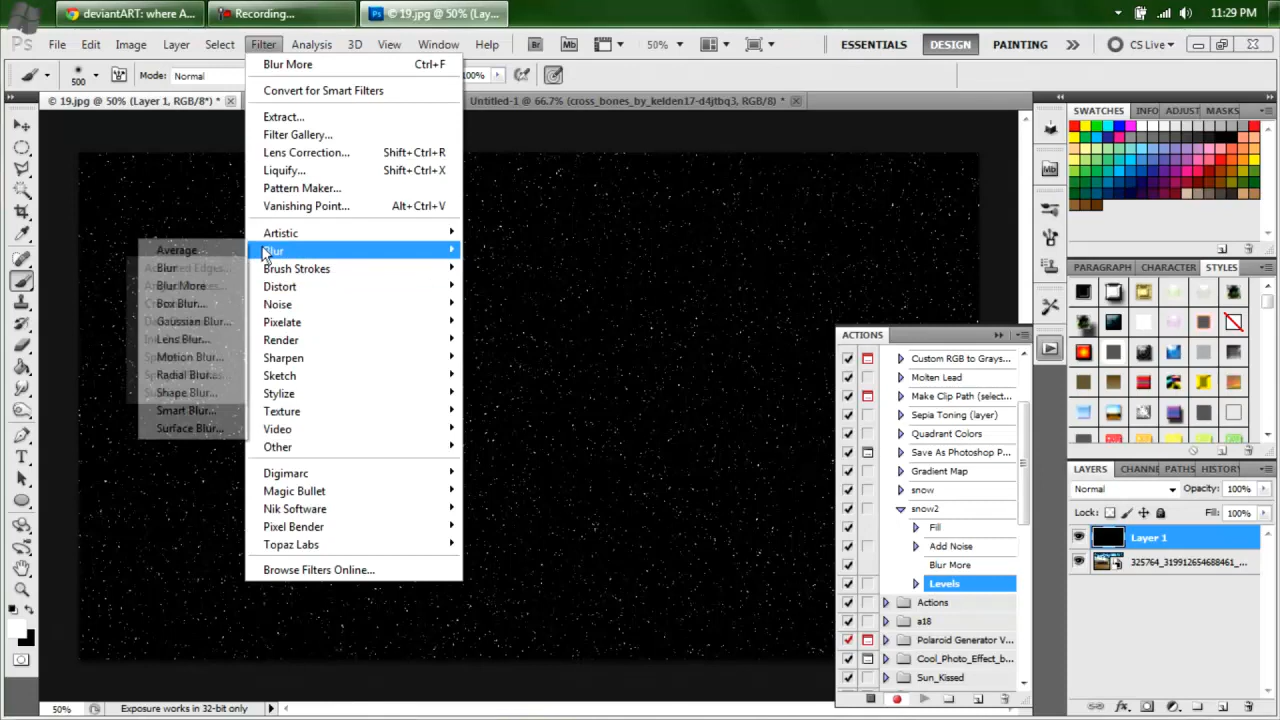 deviantART: where A...
Recording...
© 19.jpg @ 50% (Lay...
11:29 PM
Ps File Edit Image Layer Select Filter Analysis 3D View Window Help
Br Mb 50%
ESSENTIALS DESIGN PAINTING CS Live
500 Mode: Normal
100%
© 19.jpg @ 50% (Layer 1, RGB/8*) *
Untitled-1 @ 66.7% (cross_bones_by_kelden17-d4jtbq3, RGB/8) *
Blur More Ctrl+F
Convert for Smart Filters
Extract...
Filter Gallery...
Lens Correction... Shift+Ctrl+R
Liquify... Shift+Ctrl+X
Pattern Maker...
Vanishing Point... Alt+Ctrl+V
Artistic
Blur
Brush Strokes
Distort
Noise
Pixelate
Render
Sharpen
Sketch
Stylize
Texture
Video
Other
Digimarc
Magic Bullet
Nik Software
Pixel Bender
Topaz Labs
Browse Filters Online...
Average
Blur
Blur More
Box Blur...
Gaussian Blur...
Lens Blur...
Motion Blur...
Radial Blur...
Shape Blur...
Smart Blur...
Surface Blur...
SWATCHES INFO ADJUST MASKS
PARAGRAPH CHARACTER STYLES
ACTIONS
Custom RGB to Grays...
Molten Lead
Make Clip Path (select...
Sepia Toning (layer)
Quadrant Colors
Save As Photoshop P...
Gradient Map
snow
snow2
Fill
Add Noise
Blur More
Levels
Actions
a18
Polaroid Generator V...
Cool_Photo_Effect_b...
Sun_Kissed
LAYERS CHANNE PATHS HISTORY
Normal Opacity: 100%
Lock: Fill: 100%
Layer 1
325764_319912654688461_...
50% Exposure works in 32-bit only